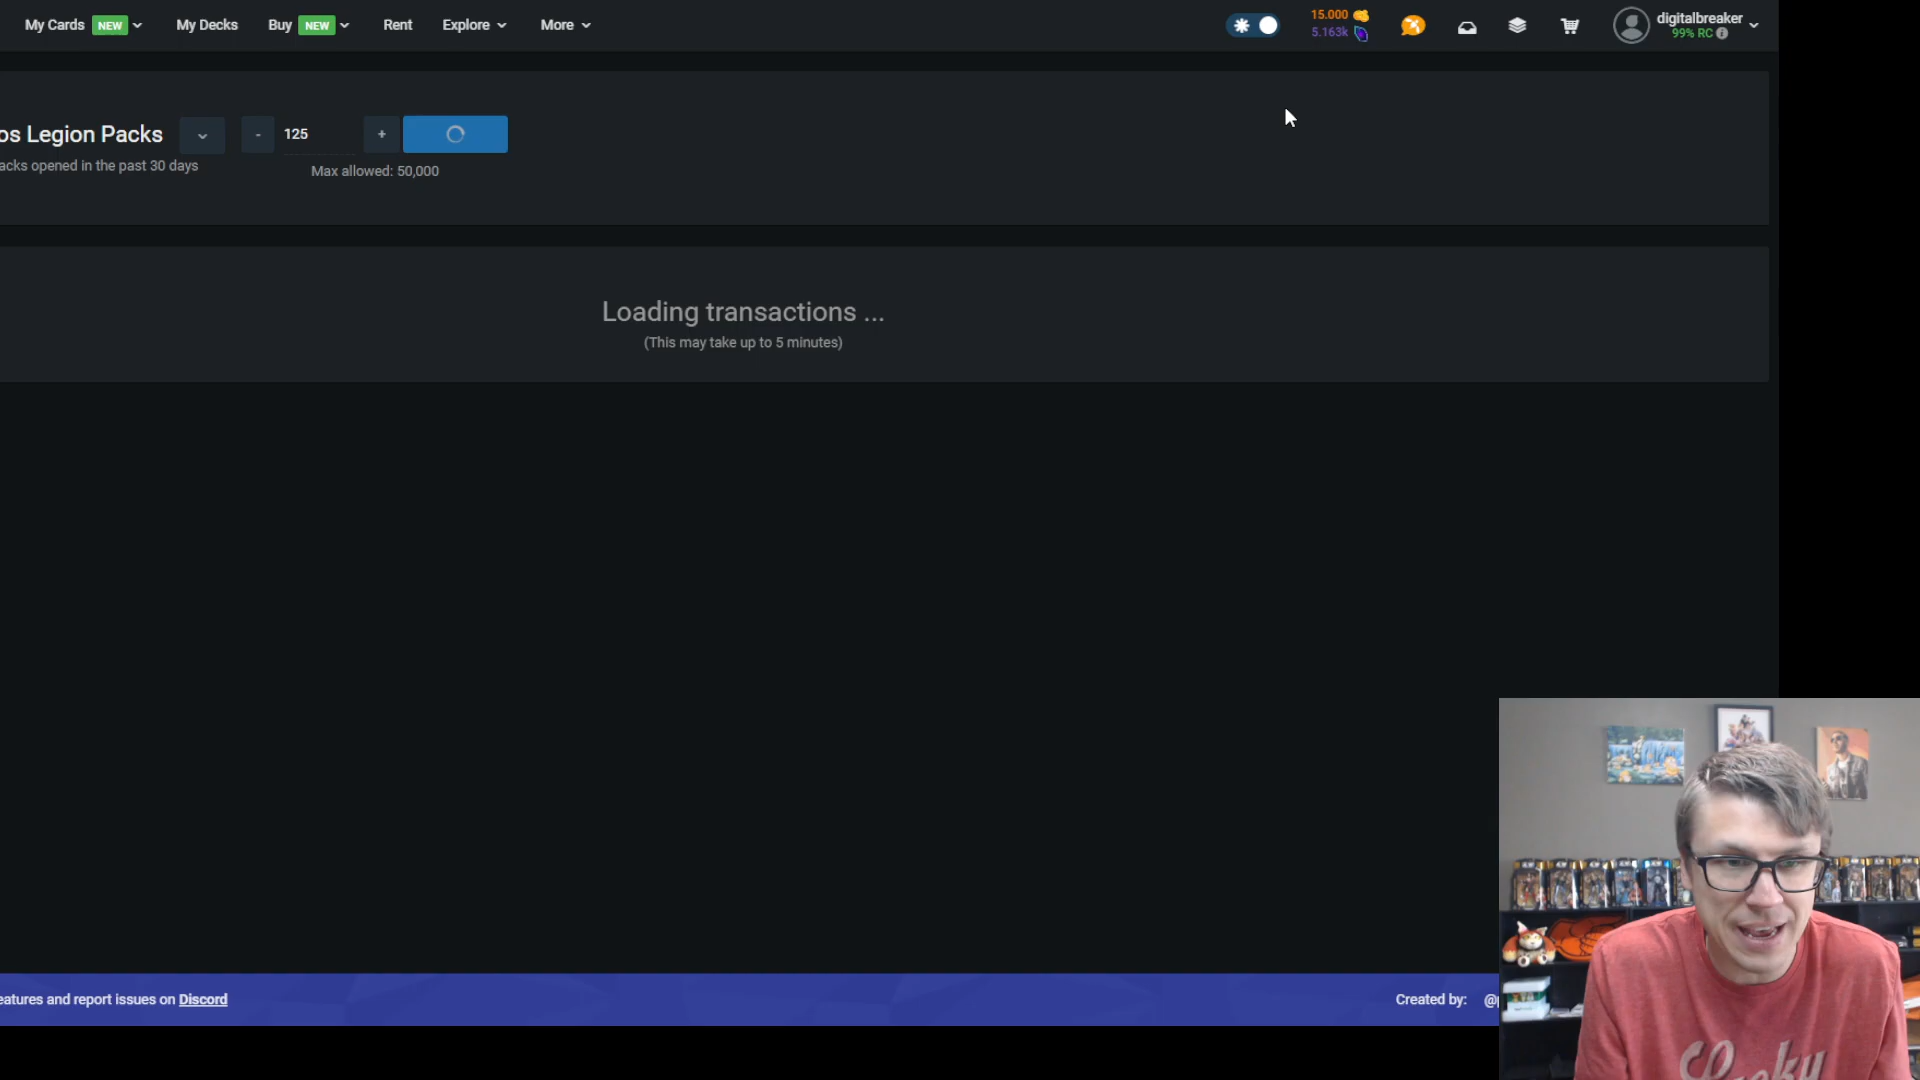 My Cards NEW My Decks Buy NEW Rent Explore More 15.000 digitalbreaker
5.163k 99% RC
os Legion Packs - 125 +
acks opened in the past 30 days Max allowed: 50,000
Loading transactions ...
(This may take up to 5 minutes)
eatures and report issues on Discord Created by: @
Lucky